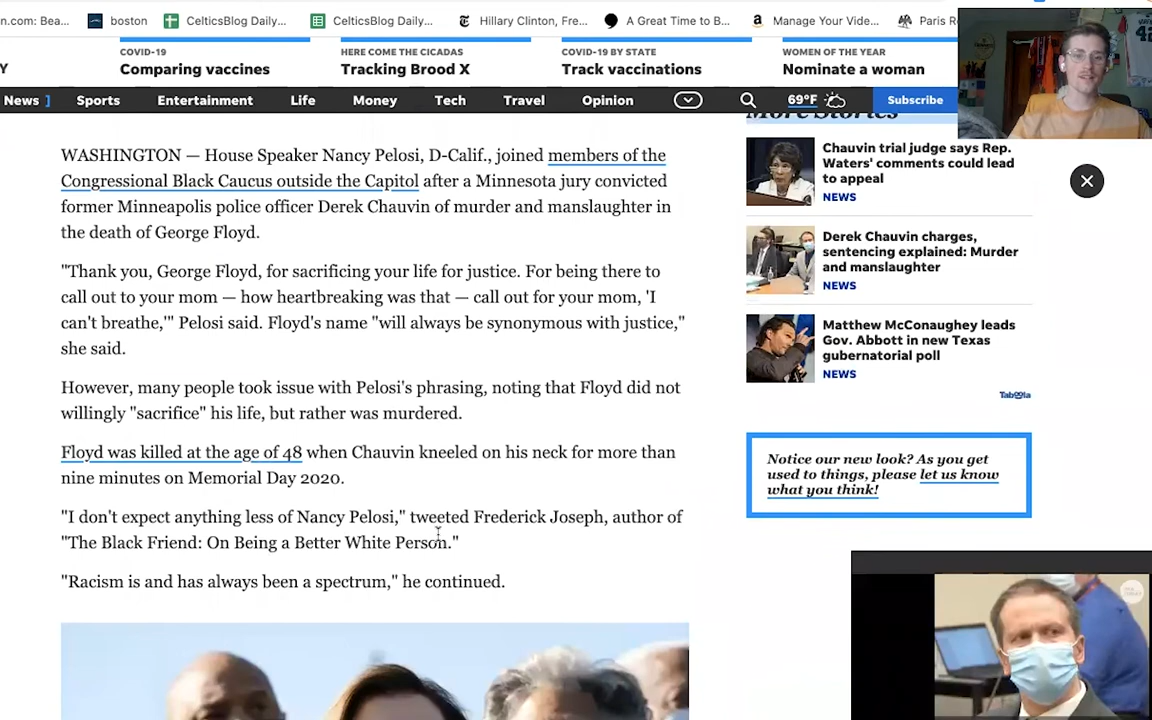 n.com: Bea...
boston
CelticsBlog Daily...
CelticsBlog Daily...
Hillary Clinton, Fre...
A Great Time to B...
Manage Your Vide...
Paris R
COVID-19
HERE COME THE CICADAS
COVID-19 BY STATE
WOMEN OF THE YEAR
Y
Comparing vaccines
Tracking Brood X
Track vaccinations
Nominate a woman
News
Sports
Entertainment
Life
Money
Tech
Travel
Opinion
69°F
Subscribe
WASHINGTON — House Speaker Nancy Pelosi, D-Calif., joined members of the
Congressional Black Caucus outside the Capitol after a Minnesota jury convicted
former Minneapolis police officer Derek Chauvin of murder and manslaughter in
the death of George Floyd.
"Thank you, George Floyd, for sacrificing your life for justice. For being there to
call out to your mom — how heartbreaking was that — call out for your mom, 'I
can't breathe,'" Pelosi said. Floyd's name "will always be synonymous with justice,"
she said.
However, many people took issue with Pelosi's phrasing, noting that Floyd did not
willingly "sacrifice" his life, but rather was murdered.
Floyd was killed at the age of 48 when Chauvin kneeled on his neck for more than
nine minutes on Memorial Day 2020.
"I don't expect anything less of Nancy Pelosi," tweeted Frederick Joseph, author of
"The Black Friend: On Being a Better White Person."
"Racism is and has always been a spectrum," he continued.
More Stories
Chauvin trial judge says Rep.
Waters' comments could lead
to appeal
NEWS
Derek Chauvin charges,
sentencing explained: Murder
and manslaughter
NEWS
Matthew McConaughey leads
Gov. Abbott in new Texas
gubernatorial poll
NEWS
Taboola
Notice our new look? As you get
used to things, please let us know
what you think!